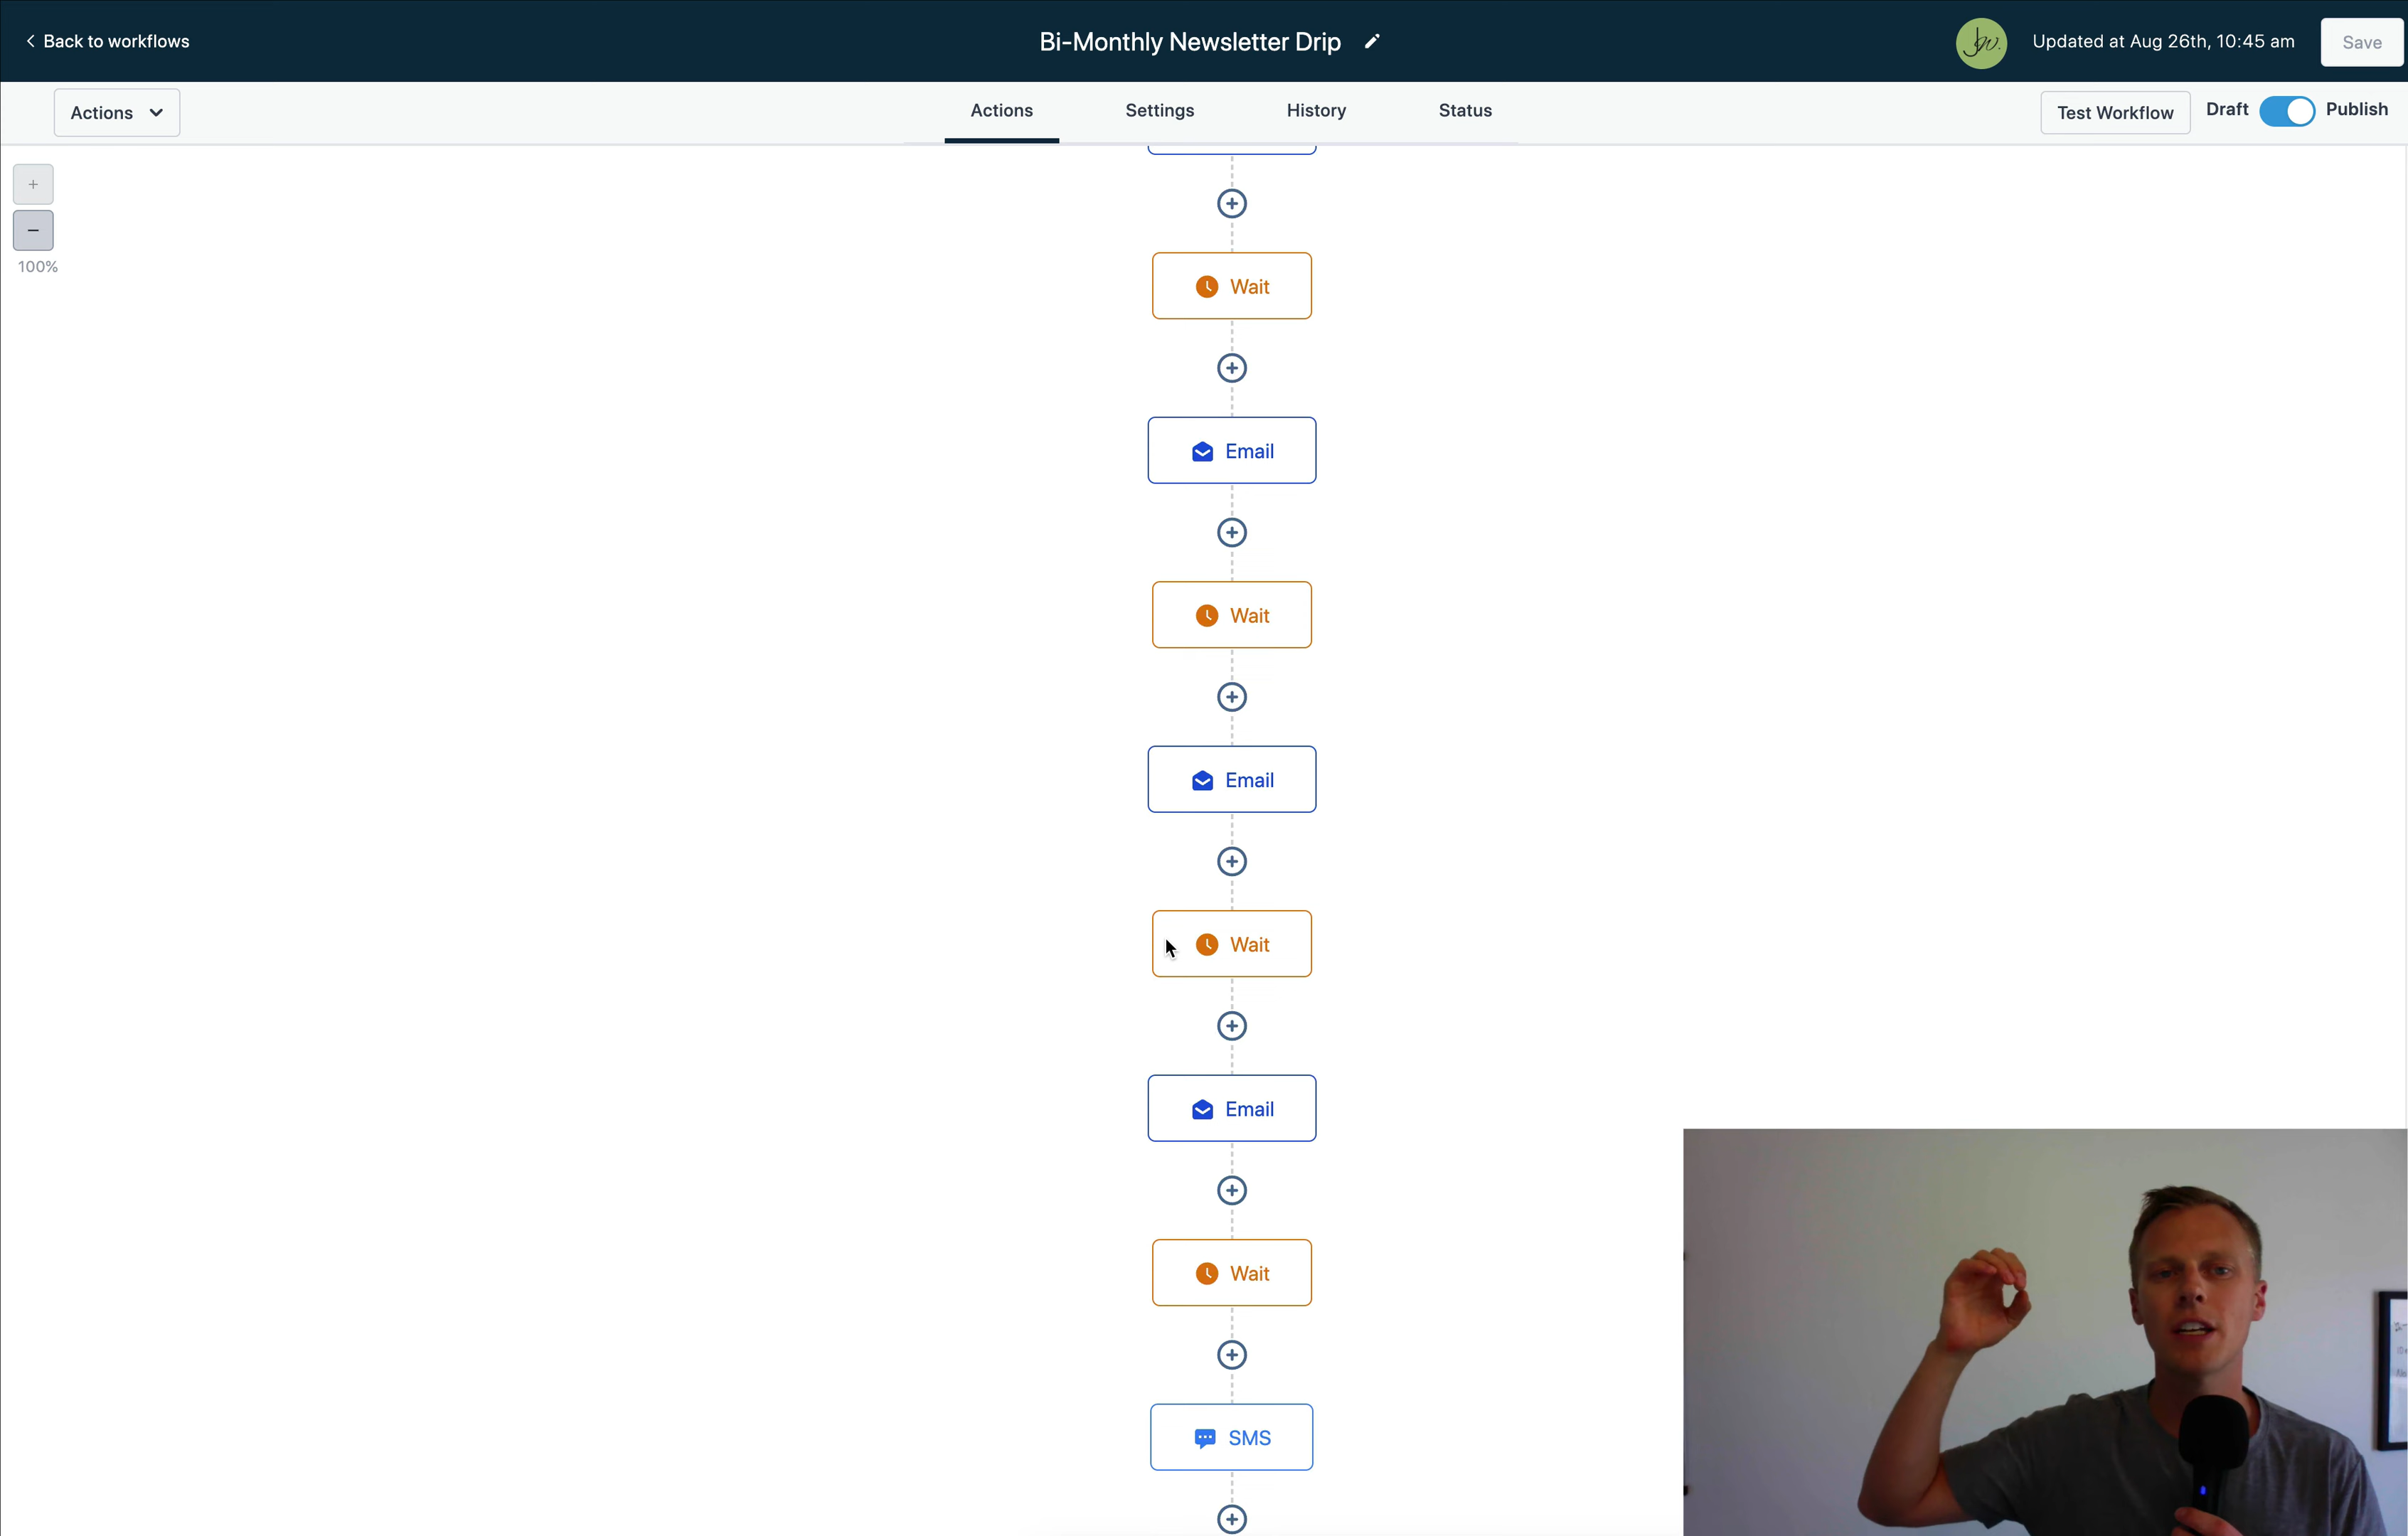 Back to workflows
Bi-Monthly Newsletter Drip
Jw.
Updated at Aug 26th, 10:45 am
Save
Actions
Actions
Settings
History
Status
Test Workflow
Draft
Publish
100%
Wait
Email
Wait
Email
Wait
Email
Wait
SMS